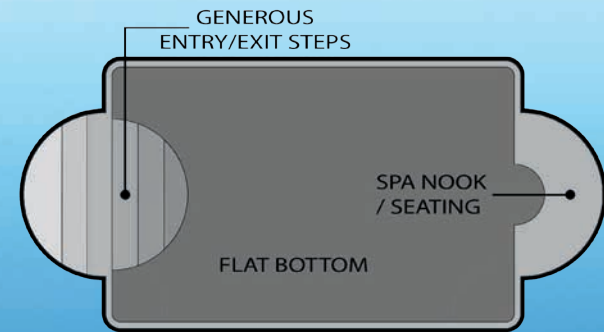 GENEROUS
ENTRY/EXIT STEPS
SPA NOOK
/ SEATING
FLAT BOTTOM